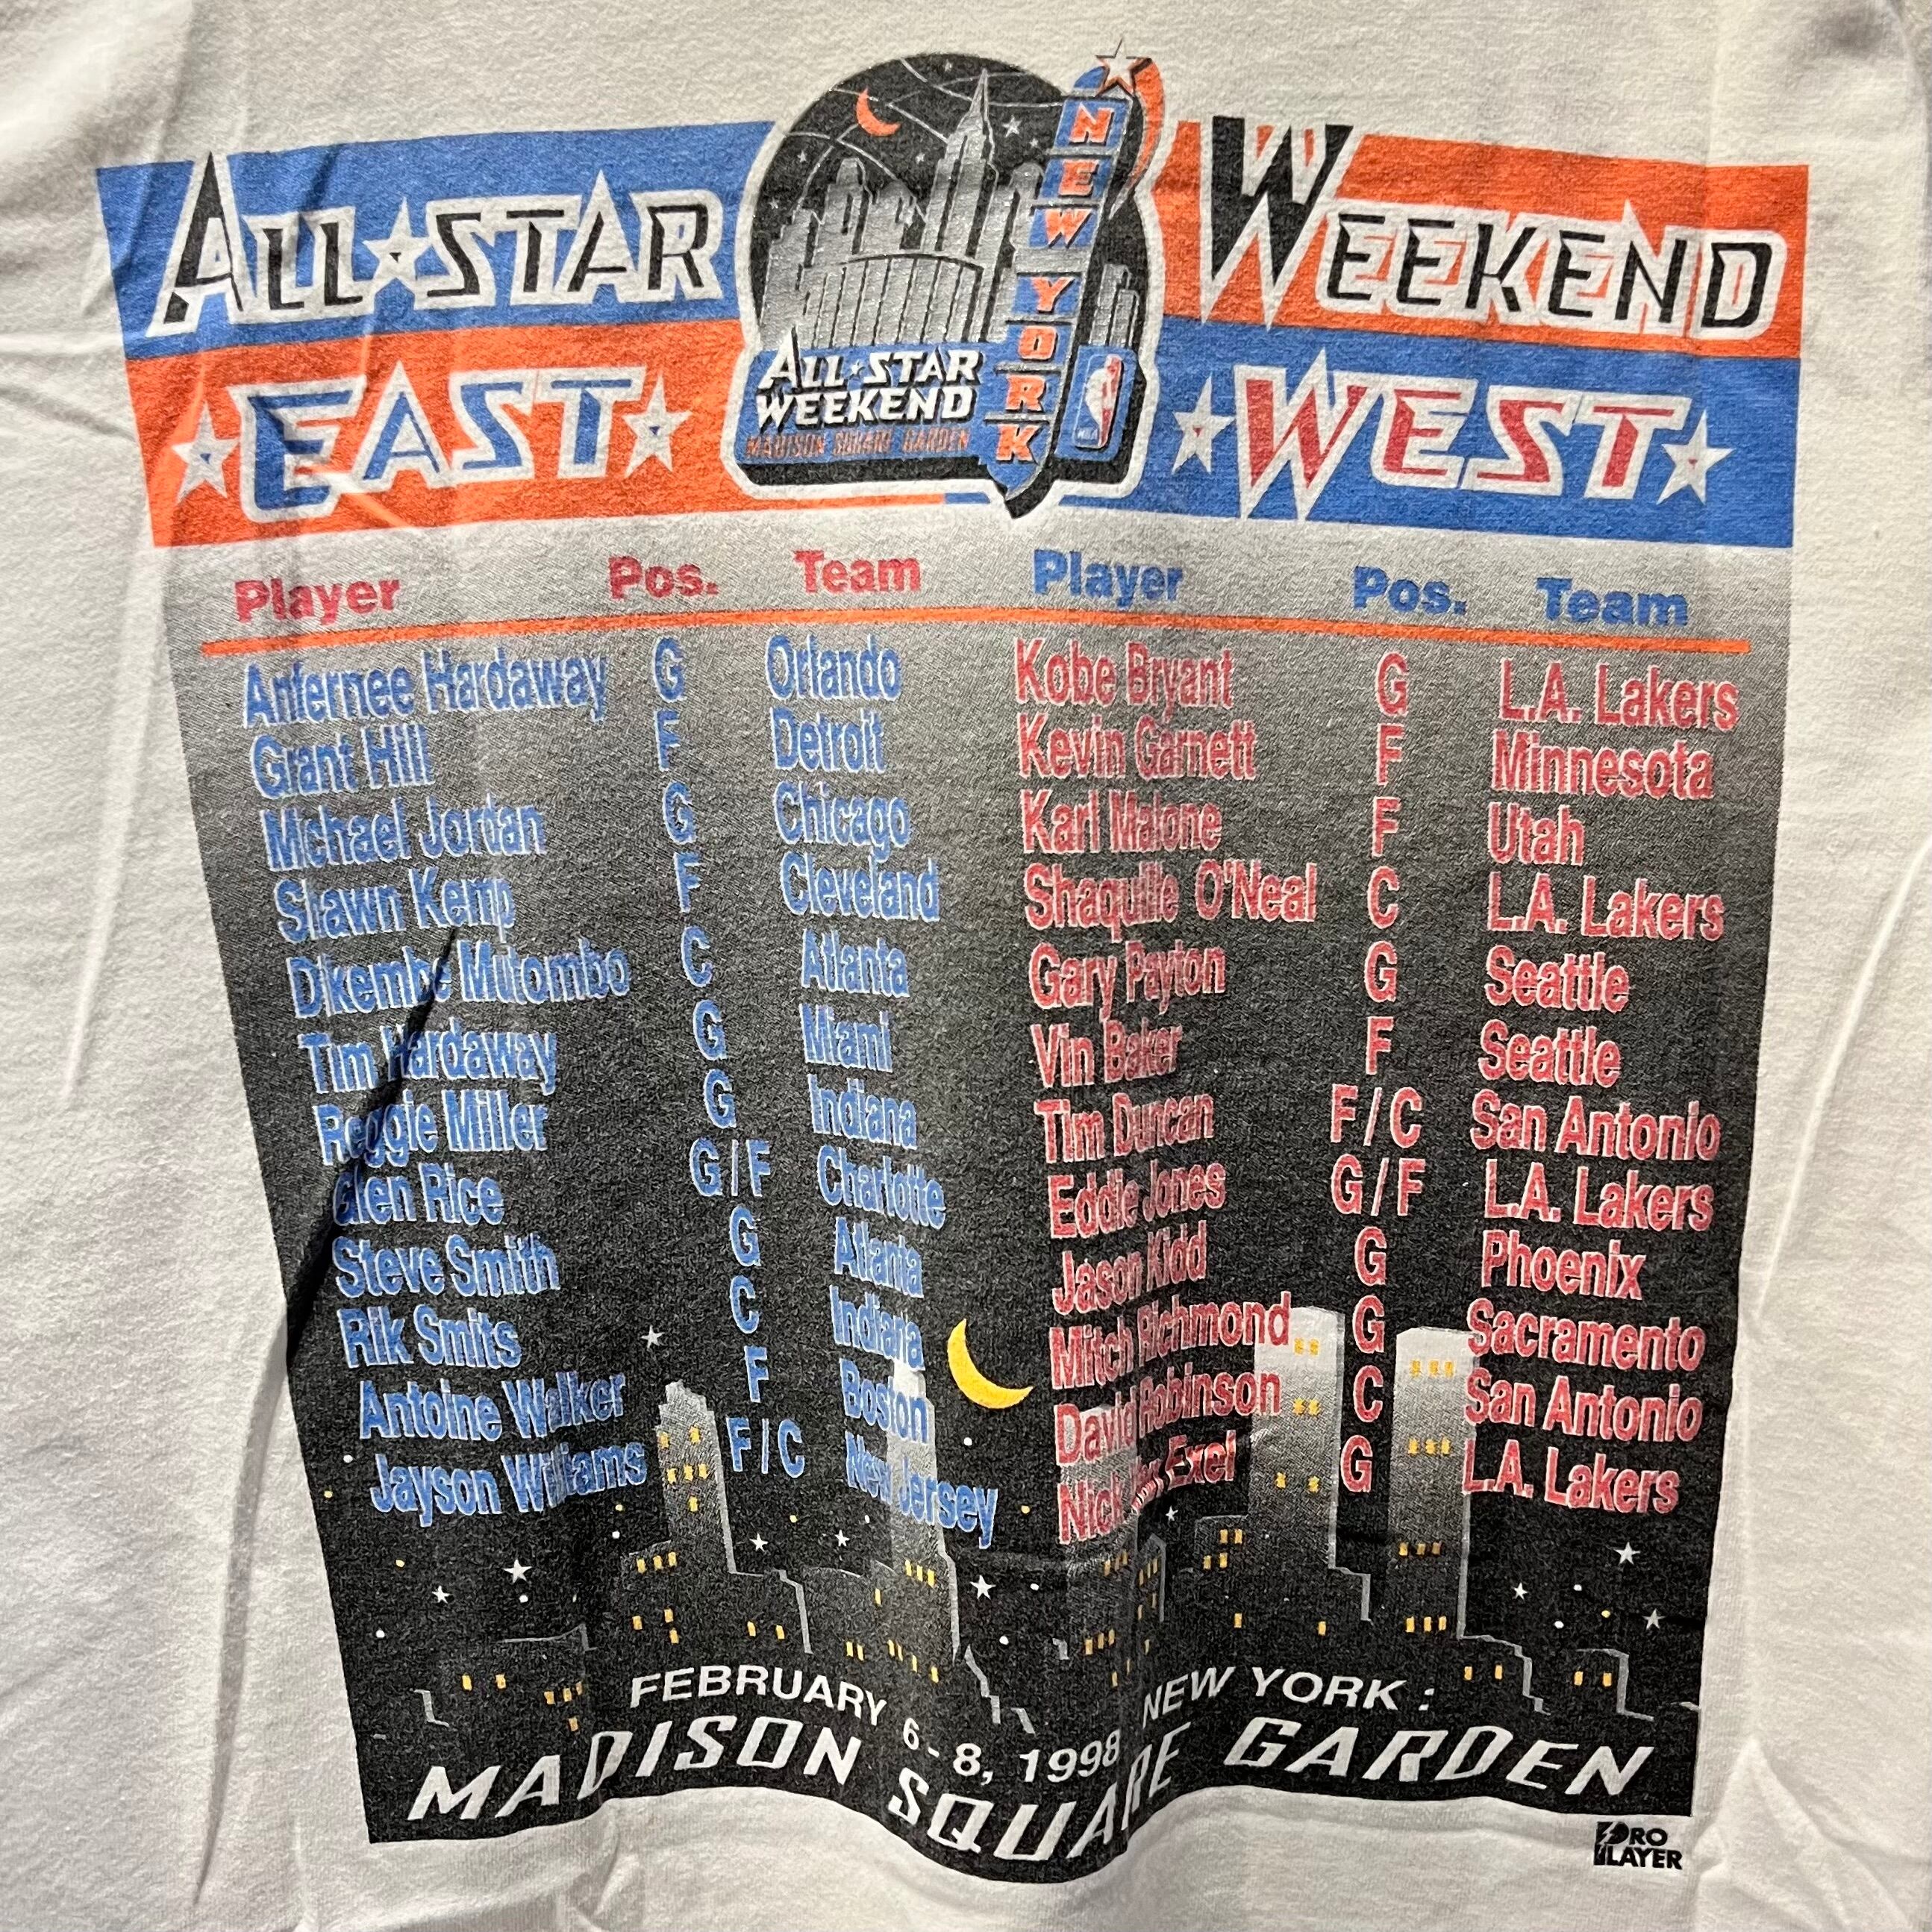 ALL★STAR WEEKEND
NEW YORK
ALL★STAR
WEEKEND
MADISON SQUARE GARDEN
★EAST★ ★WEST★
Player Pos. Team Player Pos. Team
Anfernee Hardaway G Orlando Kobe Bryant G L.A. Lakers
Grant Hill F Detroit Kevin Garnett F Minnesota
Michael Jordan G Chicago Karl Malone F Utah
Shawn Kemp F Cleveland Shaquille O'Neal C L.A. Lakers
Dikembe Mutombo C Atlanta Gary Payton G Seattle
Tim Hardaway G Miami Vin Baker F Seattle
Reggie Miller G Indiana Tim Duncan F/C San Antonio
Glen Rice G/F Charlotte Eddie Jones G/F L.A. Lakers
Steve Smith G Atlanta Jason Kidd G Phoenix
Rik Smits C Indiana Mitch Richmond G Sacramento
Antoine Walker F Boston David Robinson C San Antonio
Jayson Williams F/C New Jersey Nick Van Exel G L.A. Lakers
FEBRUARY 6-8, 1998 NEW YORK :
MADISON SQUARE GARDEN
PRO
PLAYER